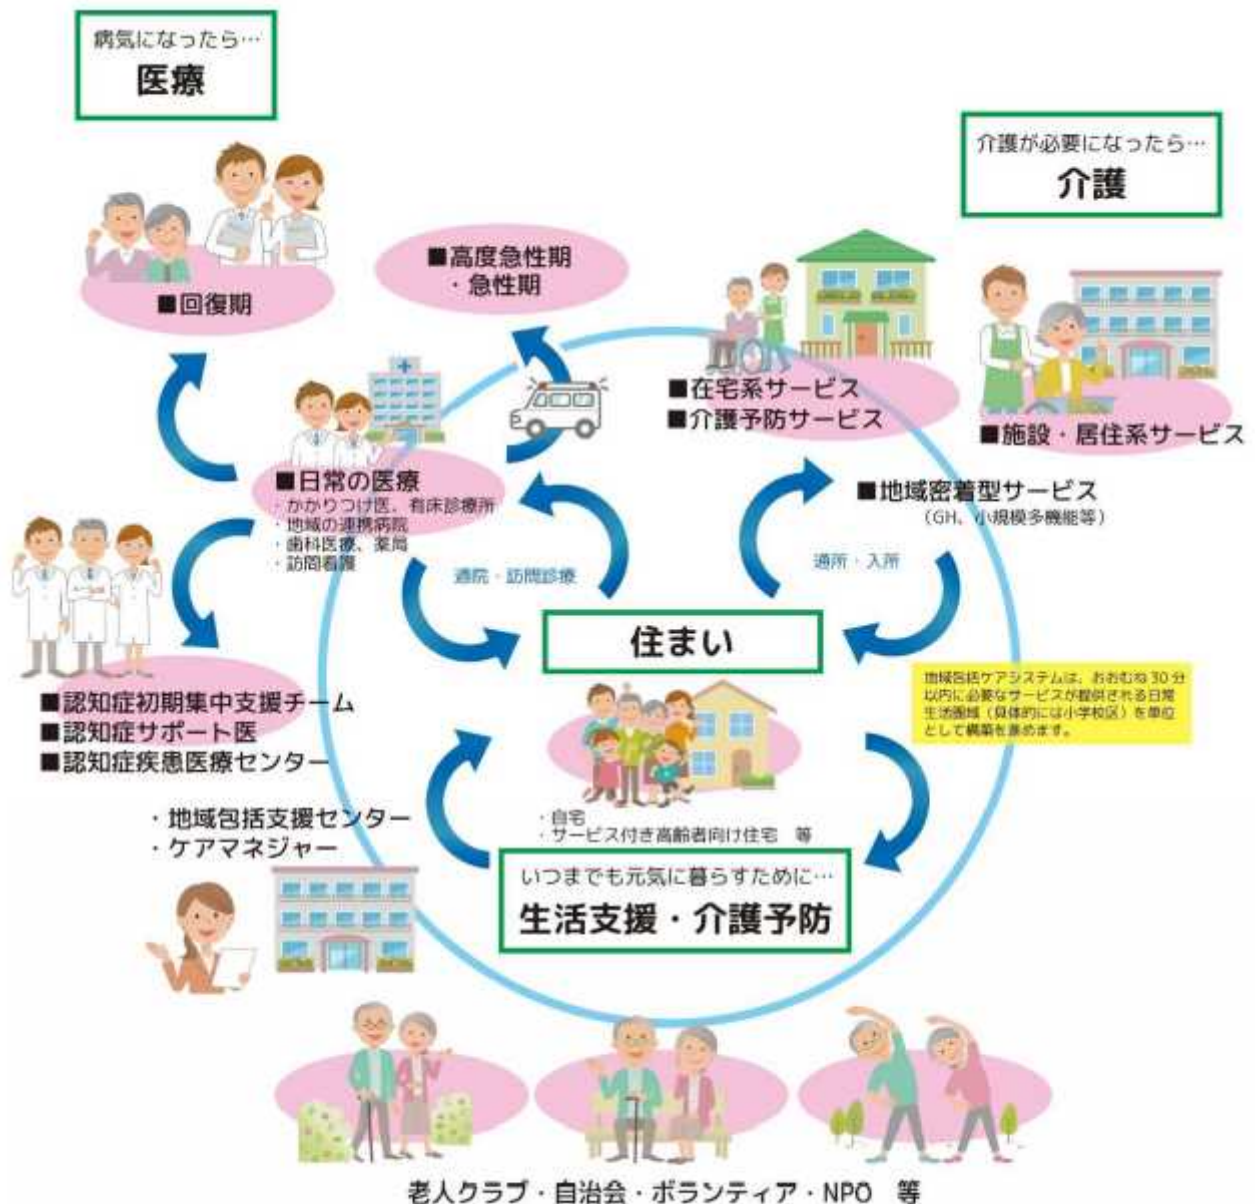 病気になったら…
医療
介護が必要になったら…
介護
■回復期
■高度急性期
・急性期
■在宅系サービス
■介護予防サービス
■施設・居住系サービス
■日常の医療
・かかりつけ医、有床診療所
・地域の連携病院
・歯科医療、薬局
・訪問看護
■地域密着型サービス
（GH、小規模多機能等）
通院・訪問診療
通所・入所
住まい
地域包括ケアシステムは、おおむね30分
以内に必要なサービスが提供される日常
生活圏域（具体的には小学校区）を単位
として構築を進めます。
■認知症初期集中支援チーム
■認知症サポート医
■認知症疾患医療センター
・地域包括支援センター
・ケアマネジャー
・自宅
・サービス付き高齢者向け住宅　等
いつまでも元気に暮らすために…
生活支援・介護予防
老人クラブ・自治会・ボランティア・NPO　等